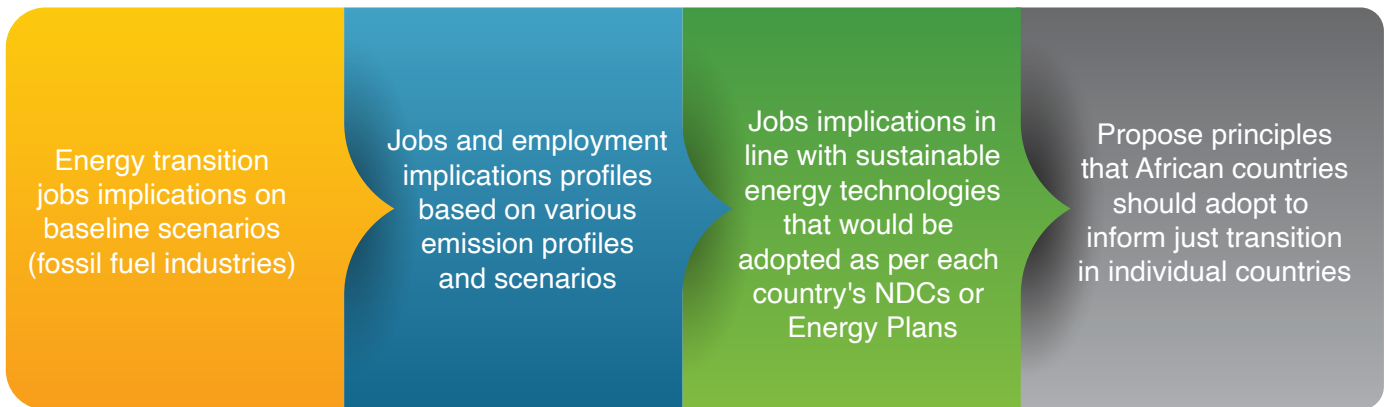 Energy transition
jobs implications on
baseline scenarios
(fossil fuel industries)
Jobs and employment
implications profiles
based on various
emission profiles
and scenarios
Jobs implications in
line with sustainable
energy technologies
that would be
adopted as per each
country's NDCs or
Energy Plans
Propose principles
that African countries
should adopt to
inform just transition
in individual countries